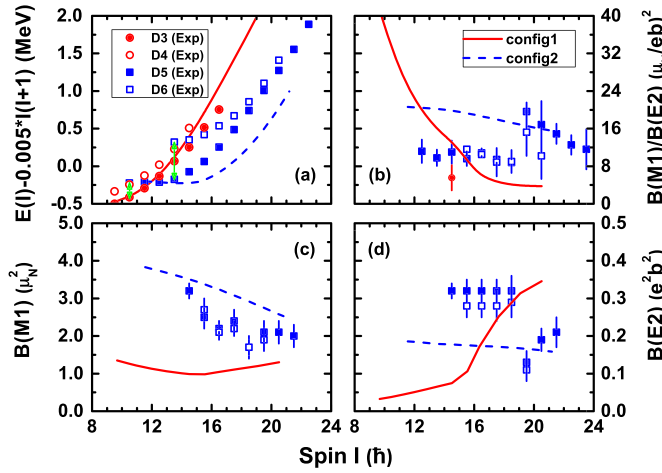 E(I)-0.005*I(I+1) (MeV)
2.0
1.5
1.0
0.5
0.0
-0.5
D3 (Exp)
D4 (Exp)
D5 (Exp)
D6 (Exp)
(a)
config1
config2
(b)
40
32
24
16
8
0
B(M1)/B(E2) (μ
/eb)²
B(M1) (μ²N)
5.0
4.0
3.0
2.0
1.0
0.0
(c)
(d)
0.5
0.4
0.3
0.2
0.1
0.0
B(E2) (e²b²)
8 12 16 20 24 12 16 20 24
Spin I (ħ)